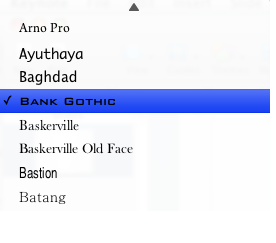 Arno Pro
Ayuthaya
Baghdad
✓ Bank Gothic
Baskerville
Baskerville Old Face
Bastion
Batang